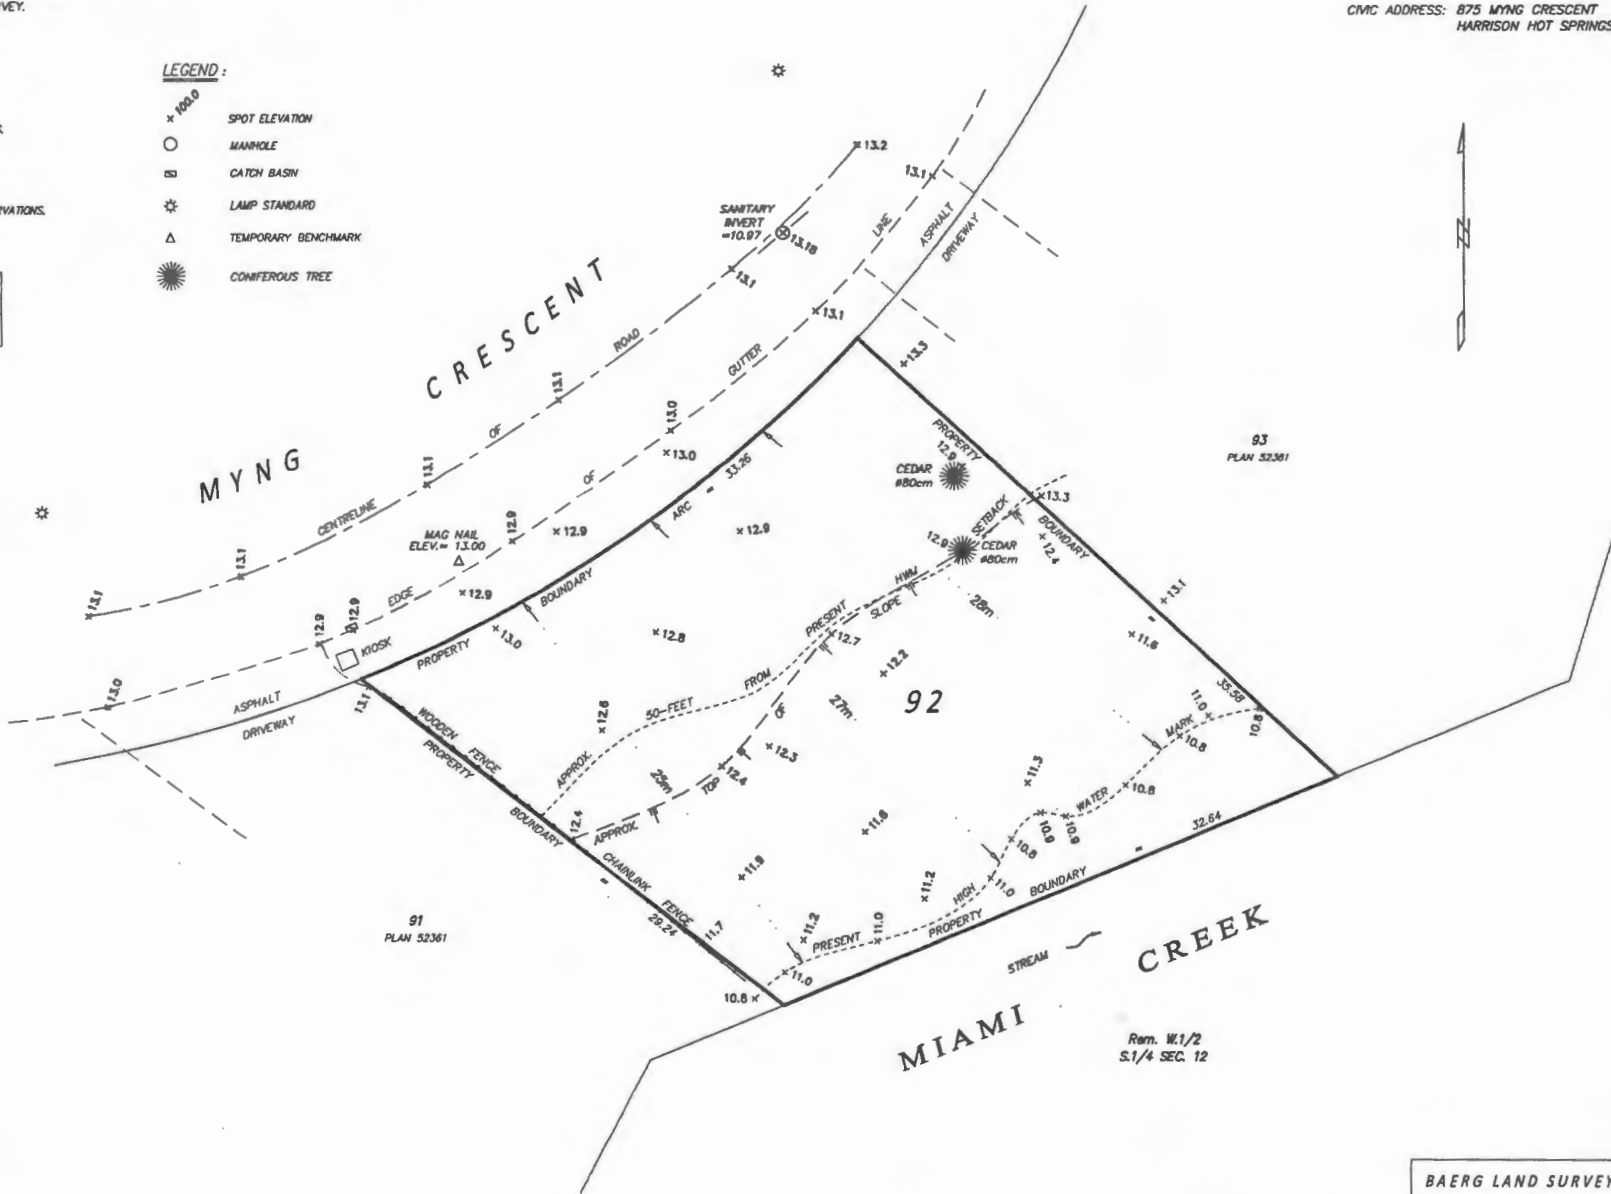 VEY.
CIVIC ADDRESS: 875 MYNG CRESCENT
HARRISON HOT SPRINGS
LEGEND :
100.0
SPOT ELEVATION
MANHOLE
CATCH BASIN
RVATIONS.
LAMP STANDARD
TEMPORARY BENCHMARK
CONIFEROUS TREE
13.2
13.1
SANITARY
INVERT
=10.97
13.18
13.1
LINE
ASPHALT
DRIVEWAY
N
MYNG CRESCENT
CENTRELINE OF ROAD
13.1
13.1
13.1
13.1
13.1
13.0
EDGE OF GUTTER
13.1
13.0
13.0
12.9
12.9
12.9
12.9
12.9
MAG NAIL
ELEV.= 13.00
KIOSK
ASPHALT
DRIVEWAY
13.1
13.3
PROPERTY BOUNDARY
ARC = 33.26
13.0
12.9
12.8
12.6
CEDAR
ø80cm
12.9
CEDAR
ø80cm
12.9
PROPERTY BOUNDARY = 35.58
13.3
12.4
13.1
11.6
93
PLAN 52361
APPROX. 50-FEET FROM PRESENT HWM SETBACK
APPROX. TOP OF SLOPE
12.7
12.2
12.4
12.3
12.4
25m
27m
28m
92
WOODEN FENCE
PROPERTY BOUNDARY = 29.24
CHAINLINK FENCE
11.7
11.9
11.6
11.3
11.2
11.2
11.0
11.0
11.0
10.8
10.9
10.9
10.8
10.8
11.0
10.8
10.8
PRESENT HIGH WATER MARK
PROPERTY BOUNDARY = 32.64
91
PLAN 52361
STREAM
MIAMI CREEK
Rem. W.1/2
S.1/4 SEC. 12
BAERG LAND SURVEY